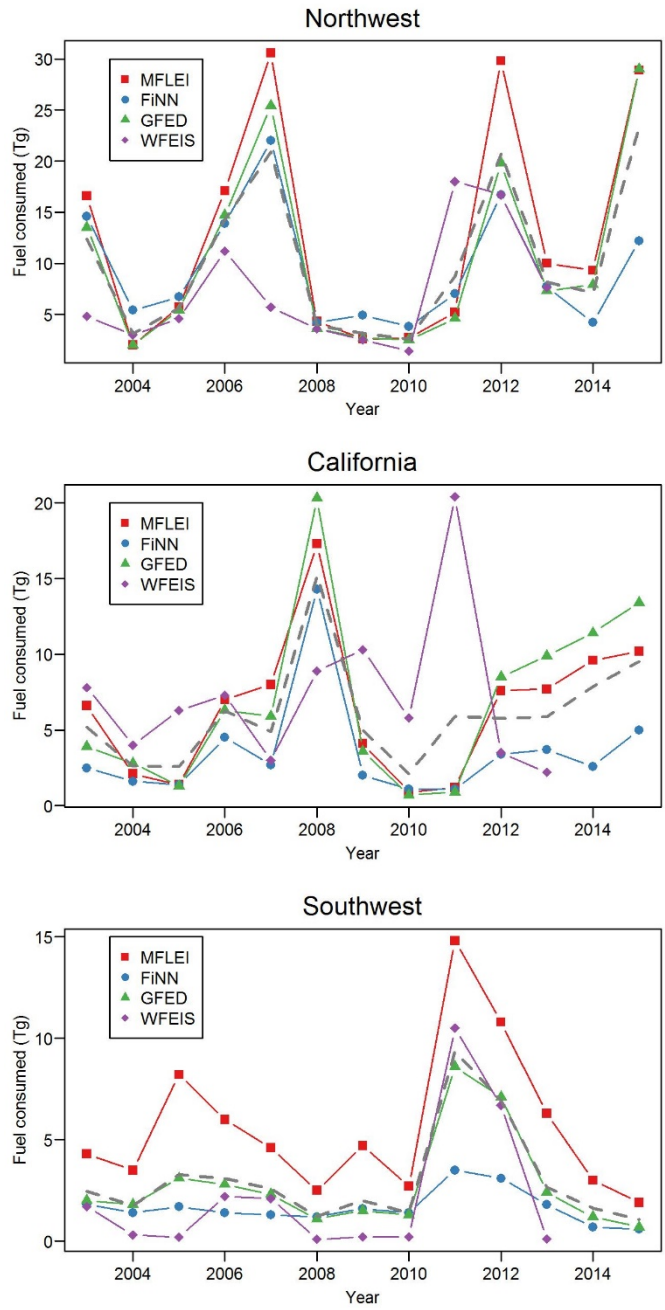 Northwest
Fuel consumed (Tg)
30
25
20
15
10
5
MFLEI
FiNN
GFED
WFEIS
2004 2006 2008 2010 2012 2014
Year
California
Fuel consumed (Tg)
20
15
10
5
0
MFLEI
FiNN
GFED
WFEIS
2004 2006 2008 2010 2012 2014
Year
Southwest
Fuel consumed (Tg)
15
10
5
0
MFLEI
FiNN
GFED
WFEIS
2004 2006 2008 2010 2012 2014
Year